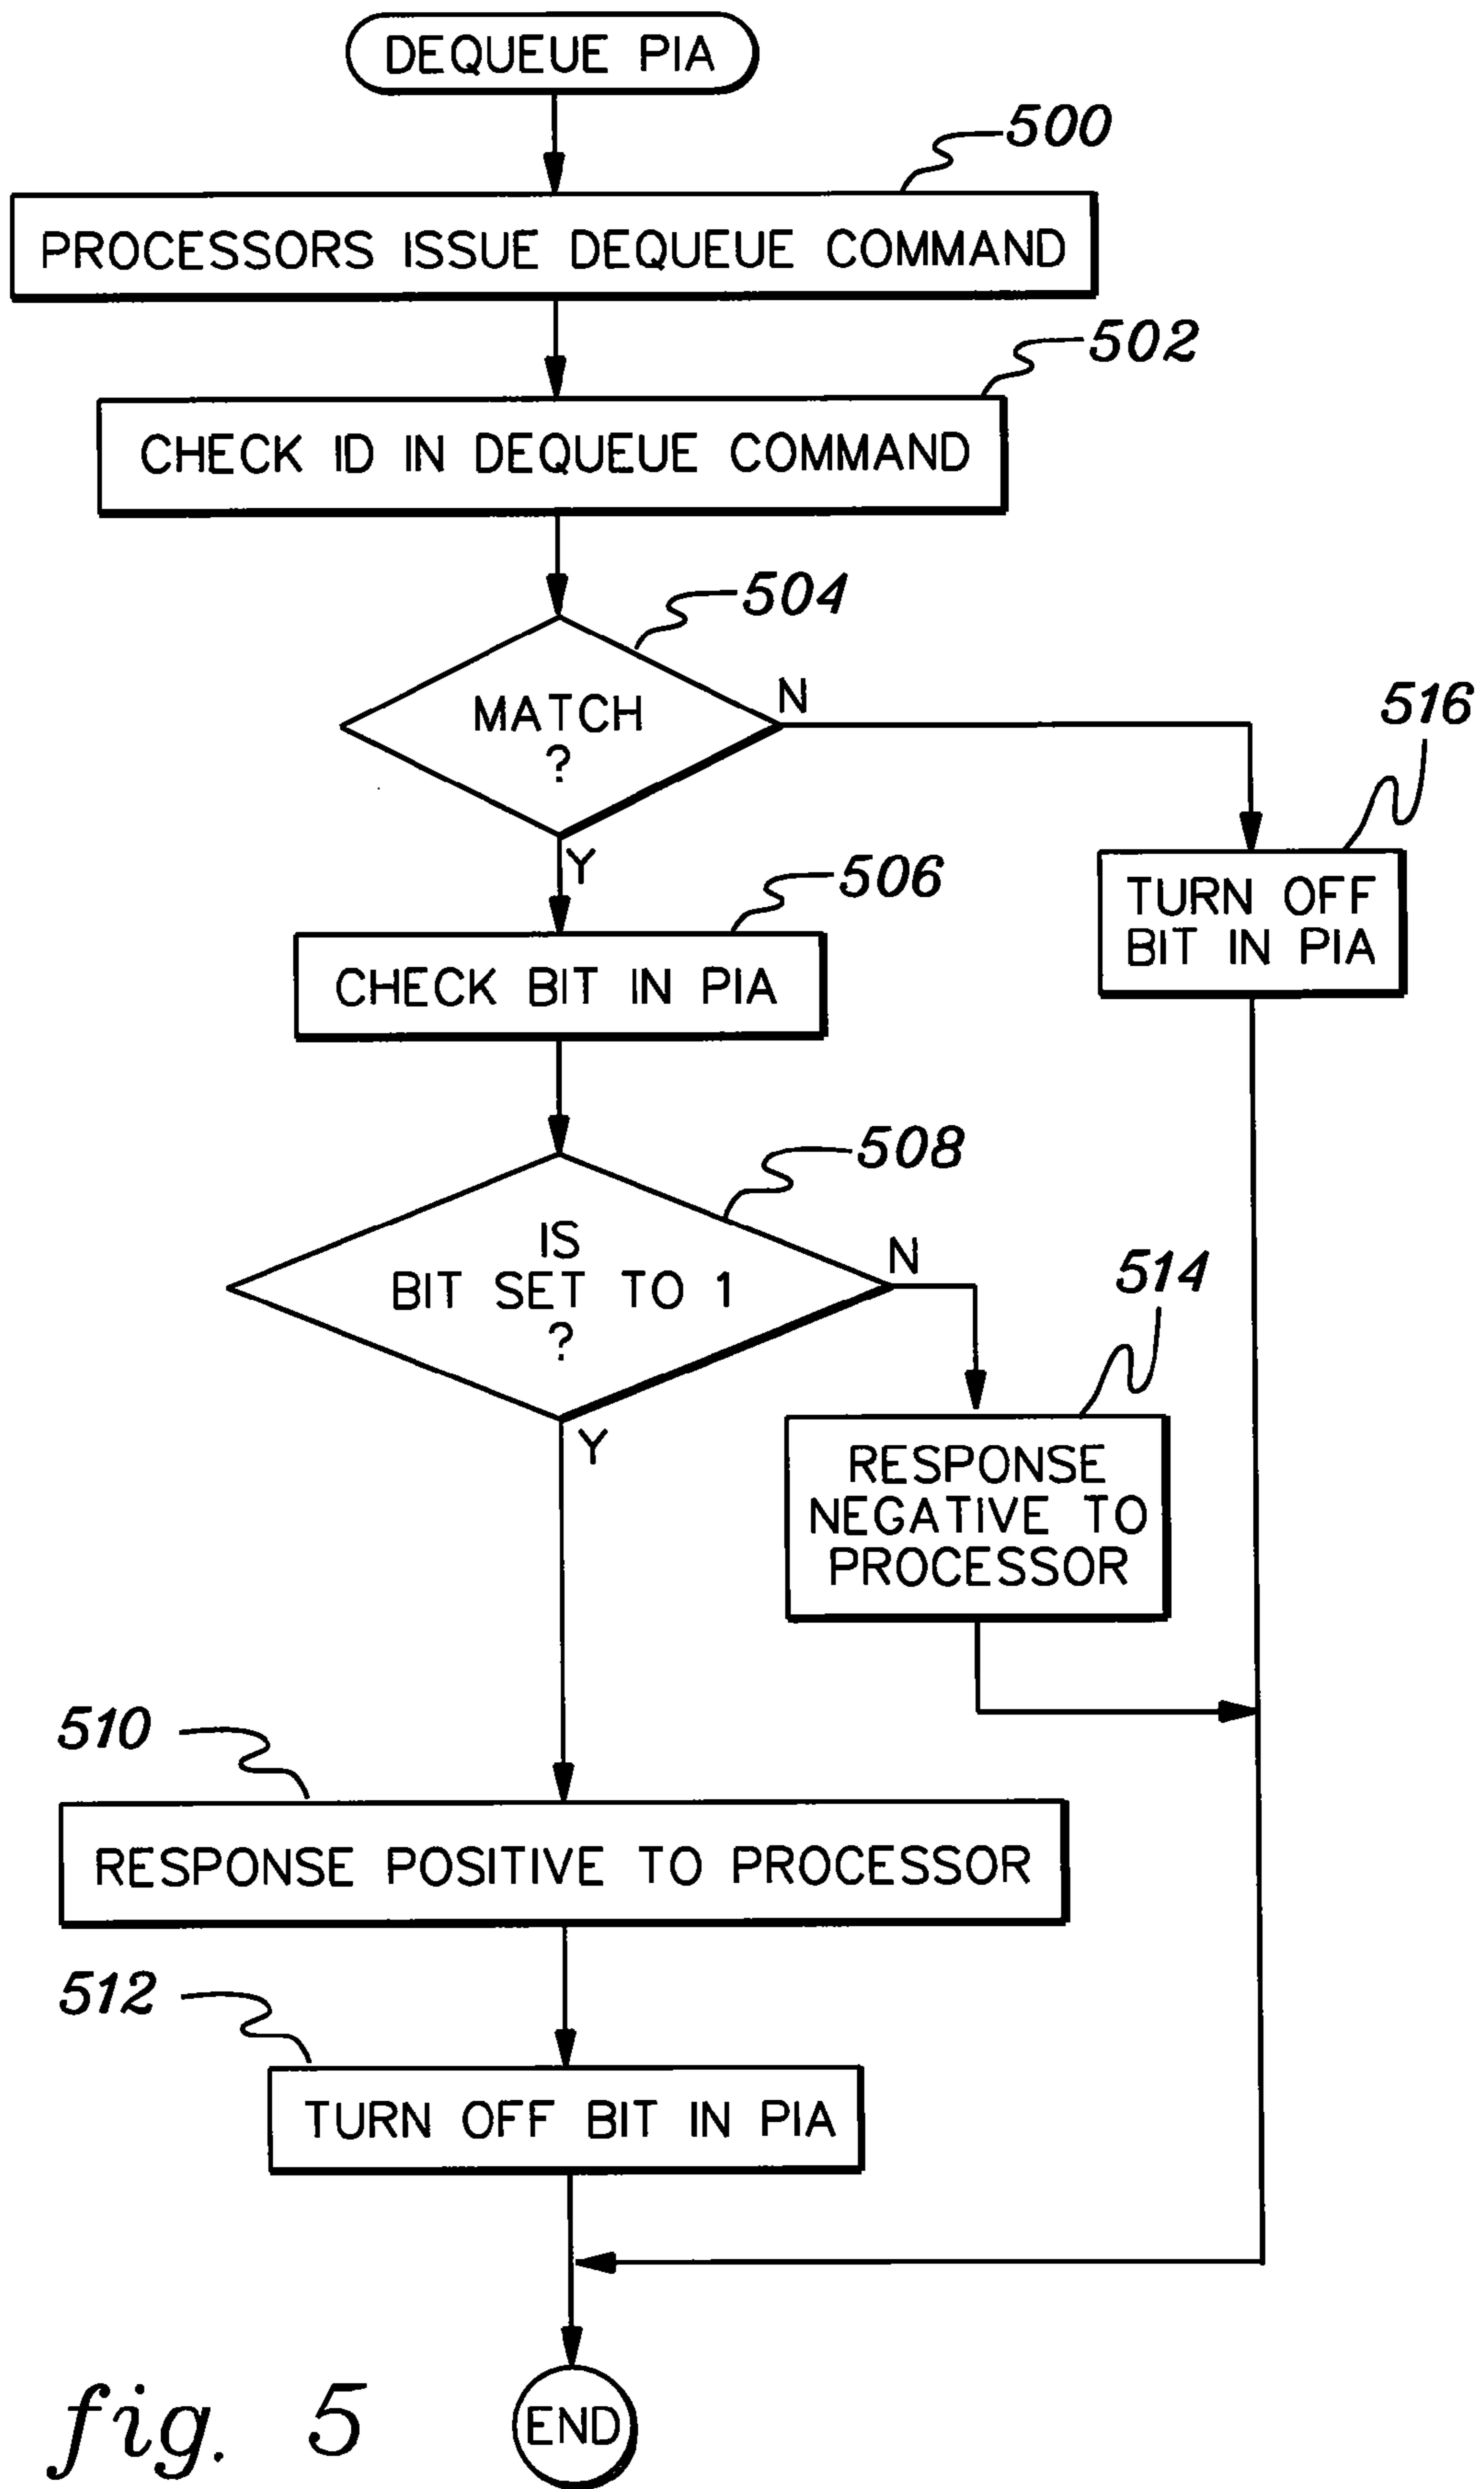 DEQUEUE PIA
500
PROCESSORS ISSUE DEQUEUE COMMAND
502
CHECK ID IN DEQUEUE COMMAND
504
MATCH
?
N
516
Y
TURN OFF
BIT IN PIA
506
CHECK BIT IN PIA
508
IS
BIT SET TO 1
?
N
514
Y
RESPONSE
NEGATIVE TO
PROCESSOR
510
RESPONSE POSITIVE TO PROCESSOR
512
TURN OFF BIT IN PIA
END
fig. 5